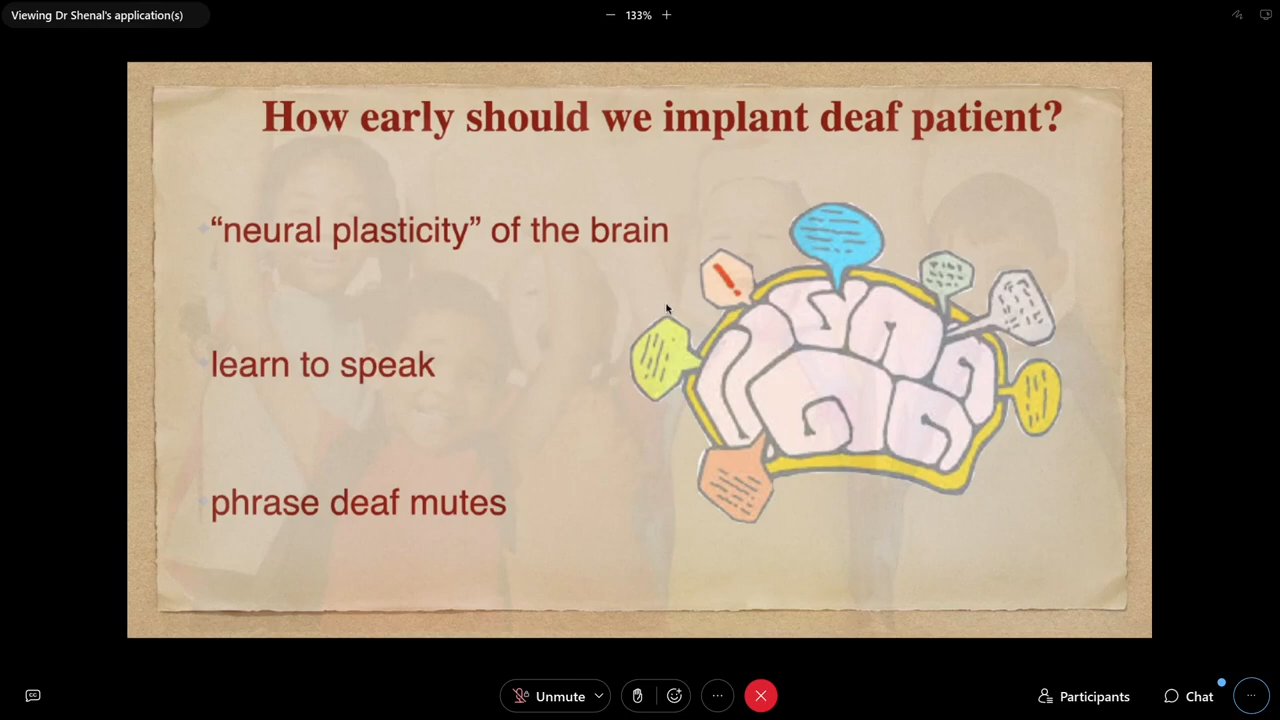 Viewing Dr Shenal's application(s)
133%
How early should we implant deaf patient?
“neural plasticity” of the brain
learn to speak
phrase deaf mutes
CC
Unmute
Participants
Chat